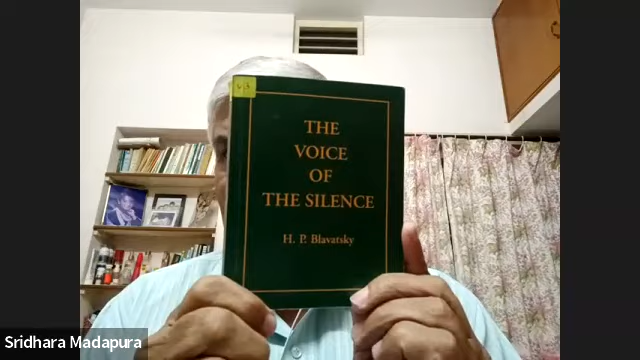 THE
VOICE
OF
THE SILENCE
H. P. Blavatsky
Sridhara Madapura